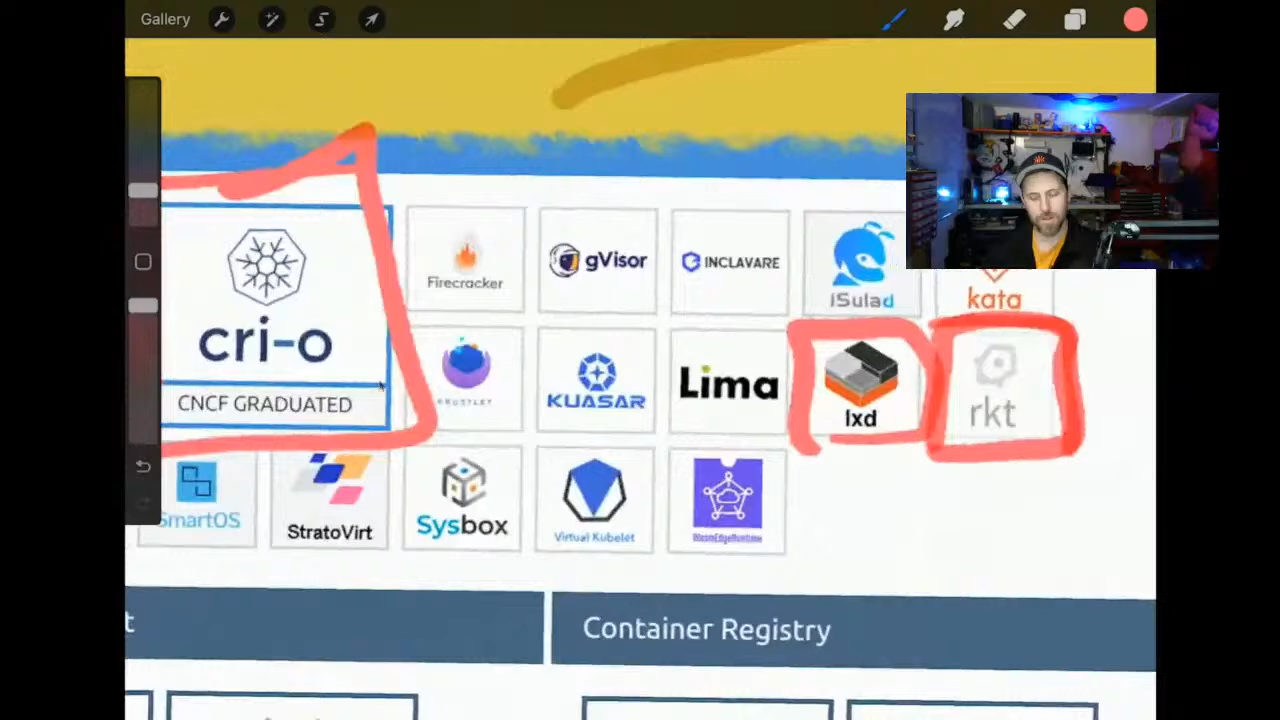 Gallery
Firecracker
gVisor
INCLAVARE
iSulad
kata
cri-o
CNCF GRADUATED
KUASAR
Lima
lxd
rkt
SmartOS
StratoVirt
Sysbox
Virtual Kubelet
WasmEdgeRuntime
t
Container Registry